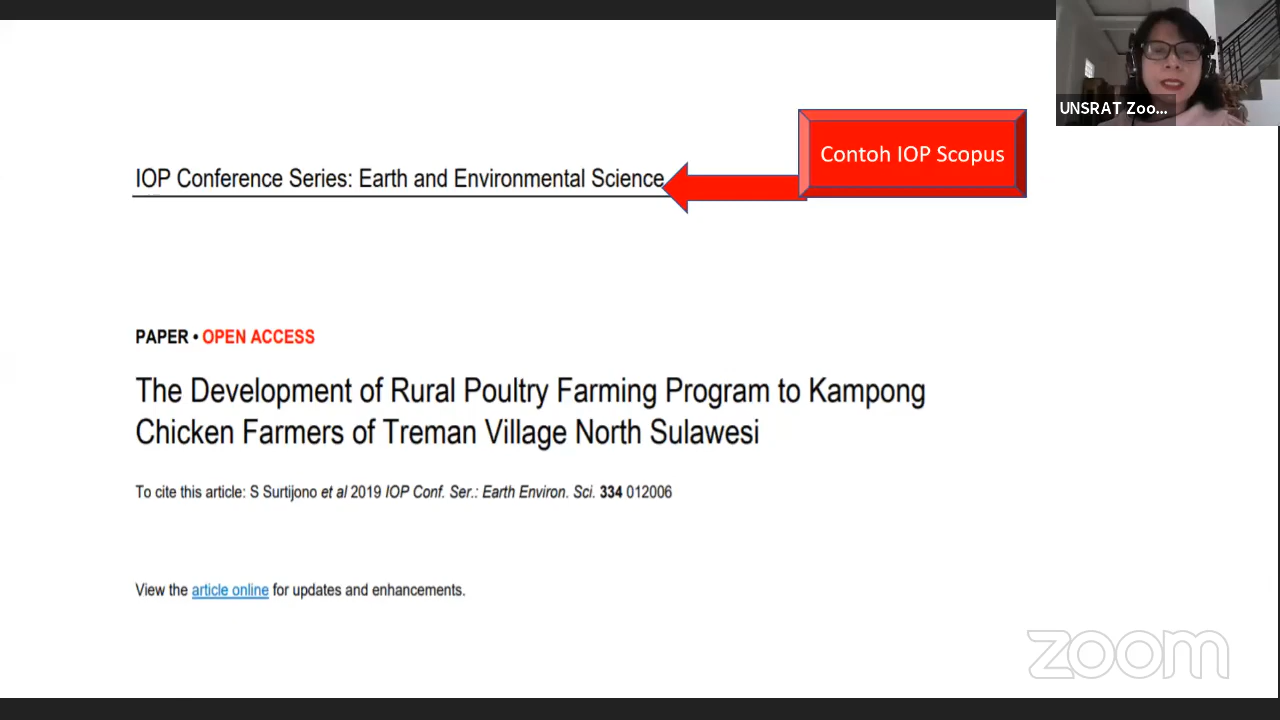 UNSRAT Zoo...
Contoh IOP Scopus
IOP Conference Series: Earth and Environmental Science
PAPER • OPEN ACCESS
The Development of Rural Poultry Farming Program to Kampong
Chicken Farmers of Treman Village North Sulawesi
To cite this article: S Surtijono et al 2019 IOP Conf. Ser.: Earth Environ. Sci. 334 012006
View the article online for updates and enhancements.
zoom